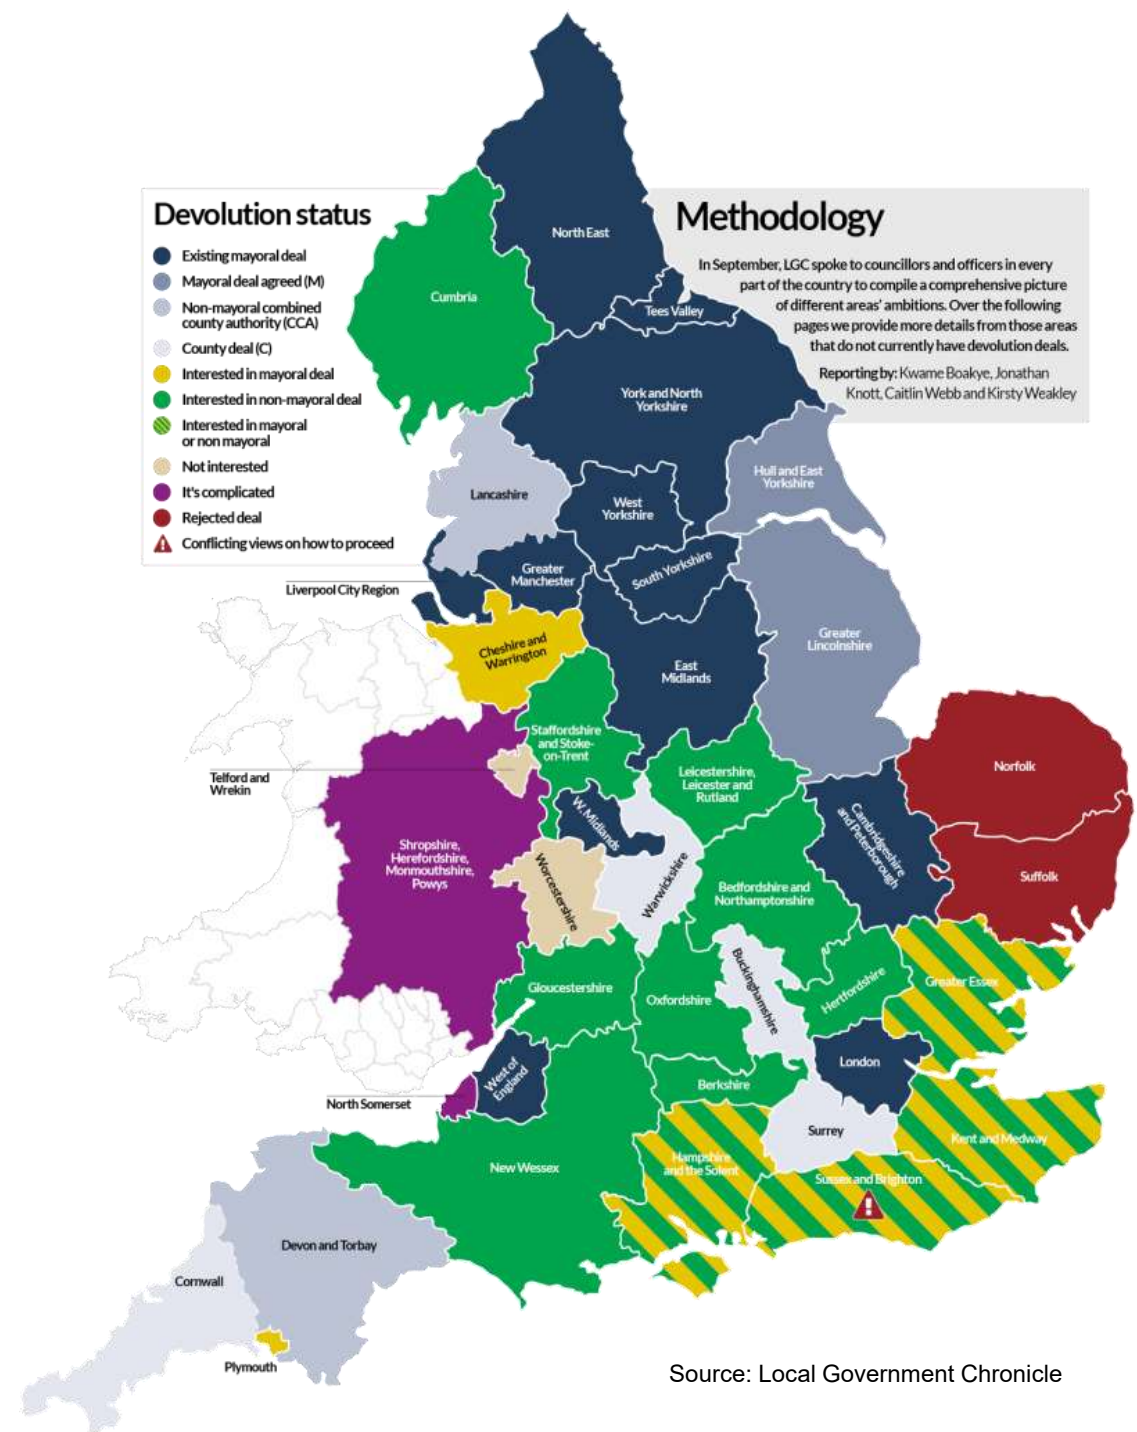 Devolution status
Existing mayoral deal
Mayoral deal agreed (M)
Non-mayoral combined
county authority (CCA)
County deal (C)
Interested in mayoral deal
Interested in non-mayoral deal
Interested in mayoral
or non mayoral
Not interested
It's complicated
Rejected deal
Conflicting views on how to proceed
Methodology
In September, LGC spoke to councillors and officers in every
part of the country to compile a comprehensive picture
of different areas' ambitions. Over the following
pages we provide more details from those areas
that do not currently have devolution deals.
Reporting by: Kwame Boakye, Jonathan
Knott, Caitlin Webb and Kirsty Weakley
North East
Cumbria
Tees Valley
York and North
Yorkshire
Hull and East
Yorkshire
Lancashire
West
Yorkshire
Greater
Manchester
South Yorkshire
Liverpool City Region
Cheshire and
Warrington
East
Midlands
Greater
Lincolnshire
Staffordshire
and Stoke-
on-Trent
Telford and
Wrekin
Leicestershire,
Leicester and
Rutland
Norfolk
W. Midlands
Cambridgeshire
and Peterborough
Shropshire,
Herefordshire,
Monmouthshire,
Powys
Worcestershire
Warwickshire
Bedfordshire and
Northamptonshire
Suffolk
Gloucestershire
Oxfordshire
Buckinghamshire
Hertfordshire
Greater Essex
West of
England
London
Berkshire
North Somerset
Surrey
Kent and Medway
New Wessex
Hampshire
and the Solent
Sussex and Brighton
Devon and Torbay
Cornwall
Plymouth
Source: Local Government Chronicle